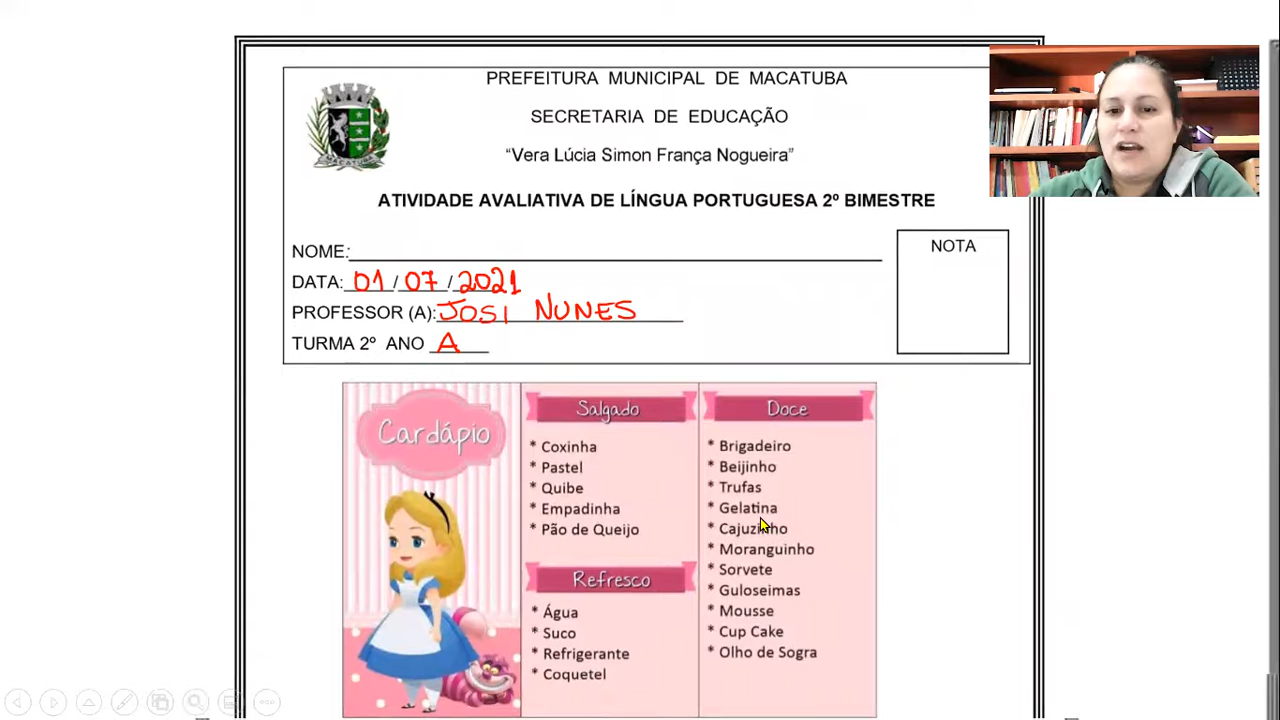 PREFEITURA MUNICIPAL DE MACATUBA
SECRETARIA DE EDUCAÇÃO
“Vera Lúcia Simon França Nogueira”
ATIVIDADE AVALIATIVA DE LÍNGUA PORTUGUESA 2º BIMESTRE
MACATUBA
NOME:
NOTA
DATA: 01/07/2021
PROFESSOR (A): JOSI NUNES
TURMA 2º ANO A
Cardápio
Salgado
* Coxinha
* Pastel
* Quibe
* Empadinha
* Pão de Queijo
Refresco
* Água
* Suco
* Refrigerante
* Coquetel
Doce
* Brigadeiro
* Beijinho
* Trufas
* Gelatina
* Cajuzinho
* Moranguinho
* Sorvete
* Guloseimas
* Mousse
* Cup Cake
* Olho de Sogra